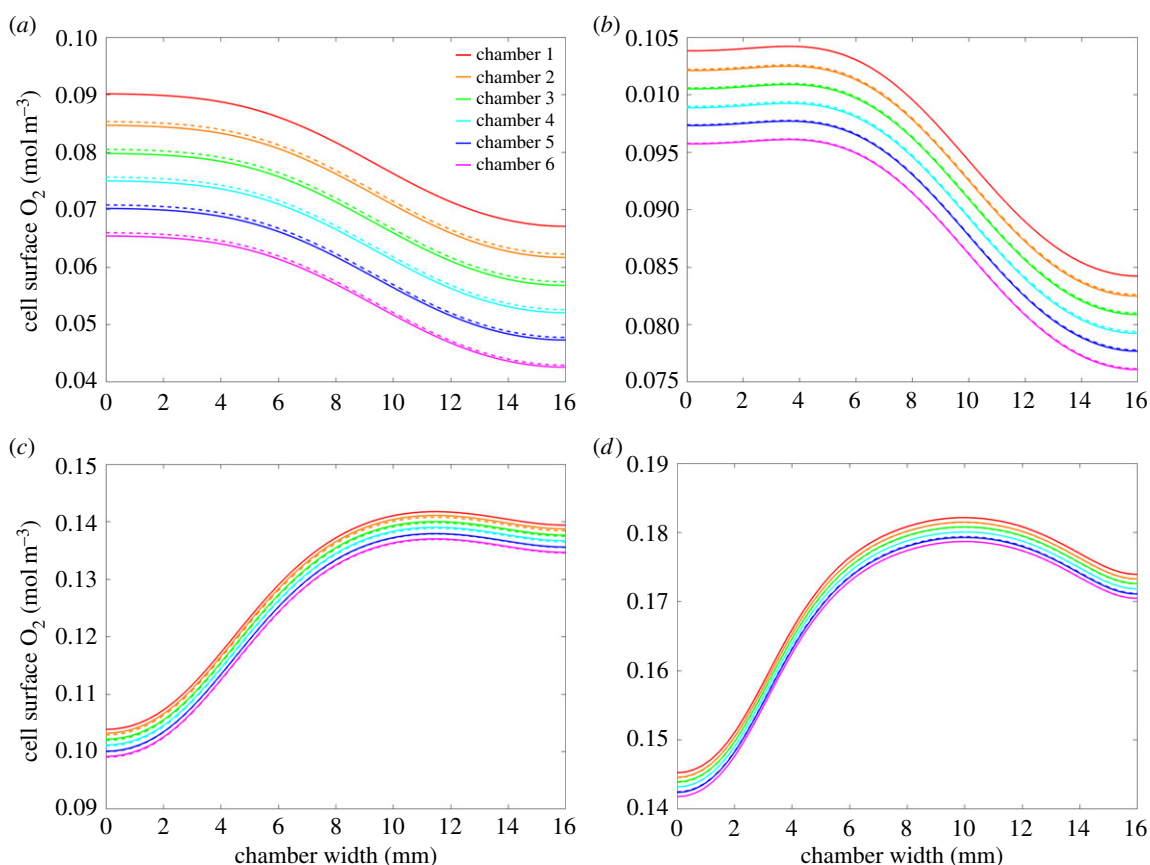 (a)
0.10
0.09
0.08
0.07
0.06
0.05
0.04
cell surface O2 (mol m−3)
chamber 1
chamber 2
chamber 3
chamber 4
chamber 5
chamber 6
0 2 4 6 8 10 12 14 16
(b)
0.105
0.010
0.095
0.090
0.085
0.080
0.075
0 2 4 6 8 10 12 14 16
(c)
0.15
0.14
0.13
0.12
0.11
0.10
0.09
cell surface O2 (mol m−3)
0 2 4 6 8 10 12 14 16
chamber width (mm)
(d)
0.19
0.18
0.17
0.16
0.15
0.14
0 2 4 6 8 10 12 14 16
chamber width (mm)